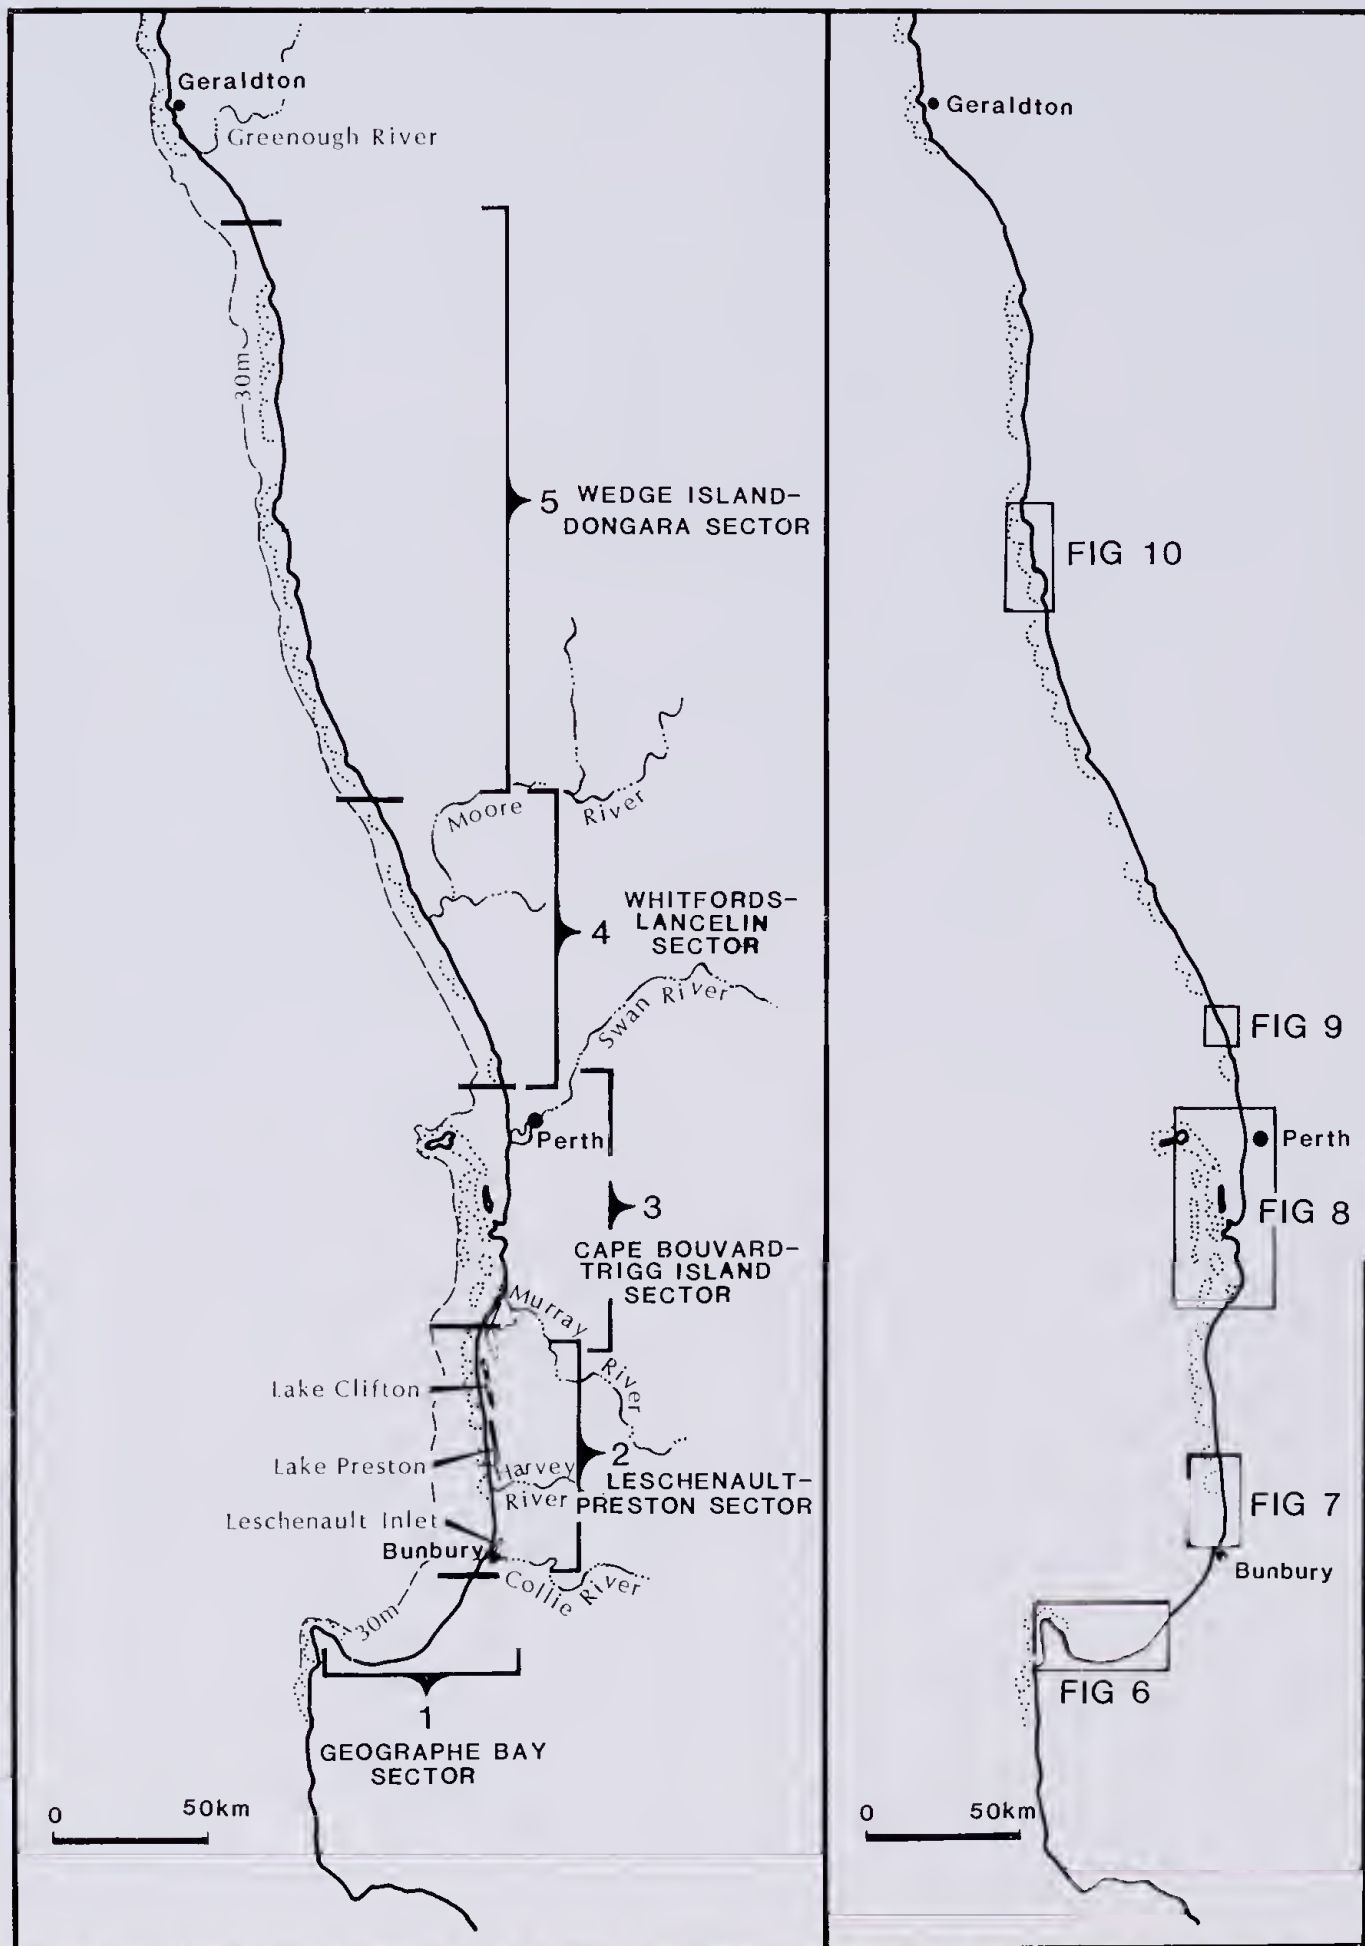 Geraldton
Greenough River
30m
5 WEDGE ISLAND-
DONGARA SECTOR
Moore River
4
WHITFORDS-
LANCELIN
SECTOR
Swan River
Perth
3
CAPE BOUVARD-
TRIGG ISLAND
SECTOR
Murray
River
Lake Clifton
2
Lake Preston
Harvey
River
LESCHENAULT-
PRESTON SECTOR
Leschenault Inlet
Bunbury
Collie River
30m
1
GEOGRAPHE BAY
SECTOR
0 50km
Geraldton
FIG 10
FIG 9
Perth
FIG 8
FIG 7
Bunbury
FIG 6
0 50km